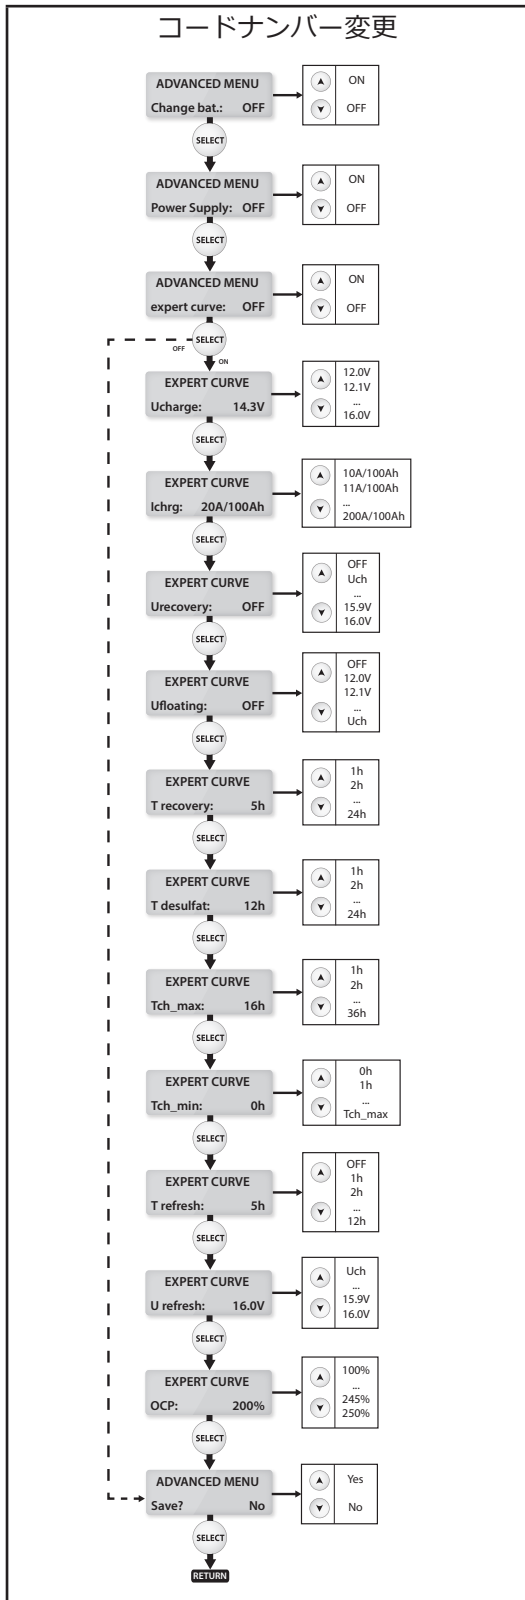 コードナンバー変更
ADVANCED MENU
Change bat.: OFF
ON
OFF
SELECT
ADVANCED MENU
Power Supply: OFF
ON
OFF
SELECT
ADVANCED MENU
expert curve: OFF
ON
OFF
SELECT
OFF
ON
EXPERT CURVE
Ucharge: 14.3V
12.0V
12.1V
...
16.0V
SELECT
EXPERT CURVE
Ichrg: 20A/100Ah
10A/100Ah
11A/100Ah
...
200A/100Ah
SELECT
EXPERT CURVE
Urecovery: OFF
OFF
Uch
...
15.9V
16.0V
SELECT
EXPERT CURVE
Ufloating: OFF
OFF
12.0V
12.1V
...
Uch
SELECT
EXPERT CURVE
T recovery: 5h
1h
2h
...
24h
SELECT
EXPERT CURVE
T desulfat: 12h
1h
2h
...
24h
SELECT
EXPERT CURVE
Tch_max: 16h
1h
2h
...
36h
SELECT
EXPERT CURVE
Tch_min: 0h
0h
1h
...
Tch_max
SELECT
EXPERT CURVE
T refresh: 5h
OFF
1h
2h
...
12h
SELECT
EXPERT CURVE
U refresh: 16.0V
Uch
...
15.9V
16.0V
SELECT
EXPERT CURVE
OCP: 200%
100%
...
245%
250%
SELECT
ADVANCED MENU
Save? No
Yes
No
SELECT
RETURN